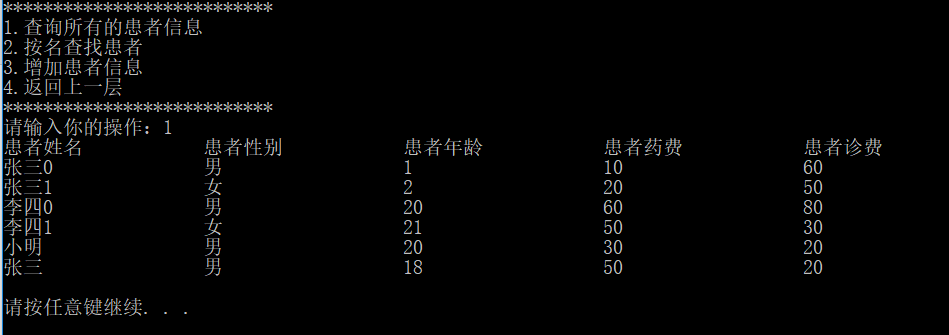 ***************************
1.查询所有的患者信息
2.按名查找患者
3.增加患者信息
4.返回上一层
***************************
请输入你的操作：1
患者姓名 患者性别 患者年龄 患者药费 患者诊费
张三0 男 1 10 60
张三1 女 2 20 50
李四0 男 20 60 80
李四1 女 21 50 30
小明 男 20 30 20
张三 男 18 50 20
请按任意键继续. . .